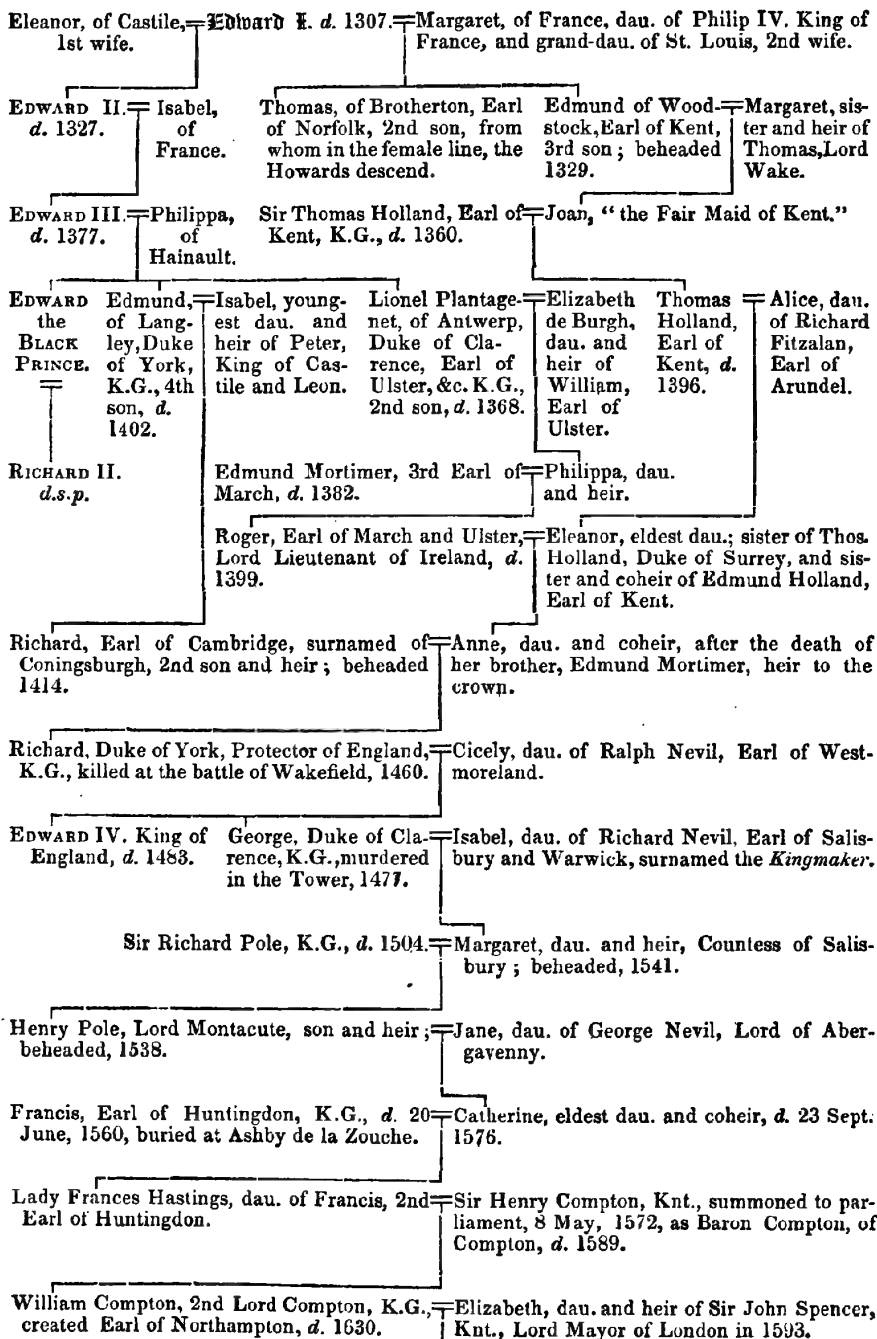 Eleanor, of Castile,
1st wife.
Edward I. d. 1307.
Margaret, of France, dau. of Philip IV. King of
France, and grand-dau. of St. Louis, 2nd wife.
EDWARD II.
d. 1327.
Isabel,
of
France.
Thomas, of Brotherton, Earl
of Norfolk, 2nd son, from
whom in the female line, the
Howards descend.
Edmund of Wood-
stock, Earl of Kent,
3rd son; beheaded
1329.
Margaret, sis-
ter and heir of
Thomas, Lord
Wake.
EDWARD III.
d. 1377.
Philippa,
of
Hainault.
Sir Thomas Holland, Earl of
Kent, K.G., d. 1360.
Joan, "the Fair Maid of Kent."
EDWARD
the
BLACK
PRINCE.
Edmund,
of Lang-
ley, Duke
of York,
K.G., 4th
son, d.
1402.
Isabel, young-
est dau. and
heir of Peter,
King of Cas-
tile and Leon.
Lionel Plantage-
net, of Antwerp,
Duke of Cla-
rence, Earl of
Ulster, &c. K.G.,
2nd son, d. 1368.
Elizabeth
de Burgh,
dau. and
heir of
William,
Earl of
Ulster.
Thomas
Holland,
Earl of
Kent, d.
1396.
Alice, dau.
of Richard
Fitzalan,
Earl of
Arundel.
RICHARD II.
d.s.p.
Edmund Mortimer, 3rd Earl of
March, d. 1382.
Philippa, dau.
and heir.
Roger, Earl of March and Ulster,
Lord Lieutenant of Ireland, d.
1399.
Eleanor, eldest dau.; sister of Thos.
Holland, Duke of Surrey, and sis-
ter and coheir of Edmund Holland,
Earl of Kent.
Richard, Earl of Cambridge, surnamed of
Coningsburgh, 2nd son and heir; beheaded
1414.
Anne, dau. and coheir, after the death of
her brother, Edmund Mortimer, heir to the
crown.
Richard, Duke of York, Protector of England,
K.G., killed at the battle of Wakefield, 1460.
Cicely, dau. of Ralph Nevil, Earl of West-
moreland.
EDWARD IV. King of
England, d. 1483.
George, Duke of Cla-
rence, K.G., murdered
in the Tower, 1477.
Isabel, dau. of Richard Nevil, Earl of Salis-
bury and Warwick, surnamed the Kingmaker.
Sir Richard Pole, K.G., d. 1504.
Margaret, dau. and heir, Countess of Salis-
bury; beheaded, 1541.
Henry Pole, Lord Montacute, son and heir;
beheaded, 1538.
Jane, dau. of George Nevil, Lord of Aber-
gavenny.
Francis, Earl of Huntingdon, K.G., d. 20
June, 1560, buried at Ashby de la Zouche.
Catherine, eldest dau. and coheir, d. 23 Sept.
1576.
Lady Frances Hastings, dau. of Francis, 2nd
Earl of Huntingdon.
Sir Henry Compton, Knt., summoned to par-
liament, 8 May, 1572, as Baron Compton, of
Compton, d. 1589.
William Compton, 2nd Lord Compton, K.G.,
created Earl of Northampton, d. 1630.
Elizabeth, dau. and heir of Sir John Spencer,
Knt., Lord Mayor of London in 1593.